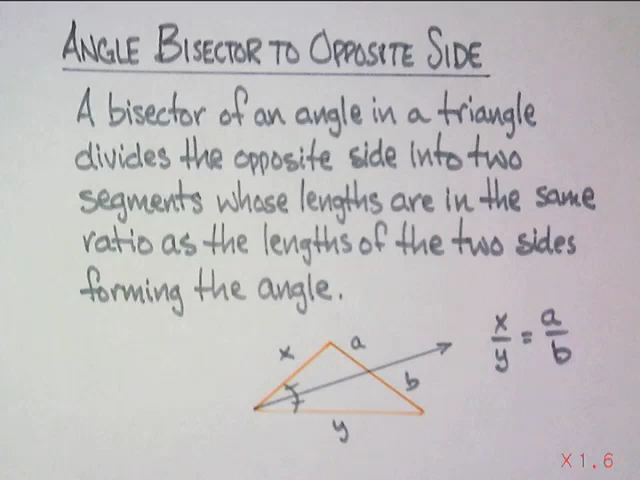 ANGLE BISECTOR TO OPPOSITE SIDE
A bisector of an angle in a triangle
divides the opposite side into two
segments whose lengths are in the same
ratio as the lengths of the two sides
forming the angle.
x/y = a/b
x
a
b
y
X1.6